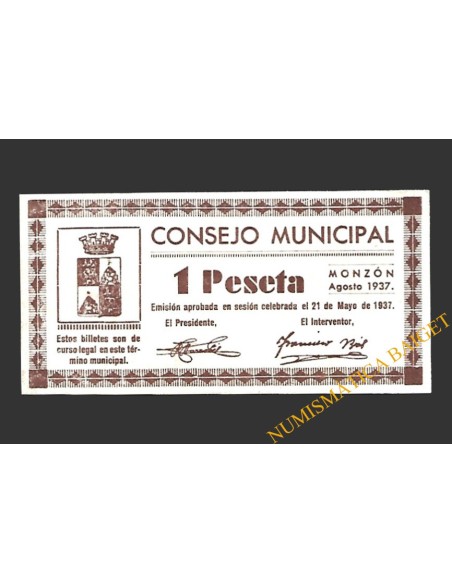 CONSEJO MUNICIPAL
1 Peseta
MONZÓN
Agosto 1937.
Emisión aprobada en sesión celebrada el 21 de Mayo de 1937.
El Presidente,
El Interventor,
Estos billetes son de
curso legal en este tér-
mino municipal.
NUMISMATICA BAIGET